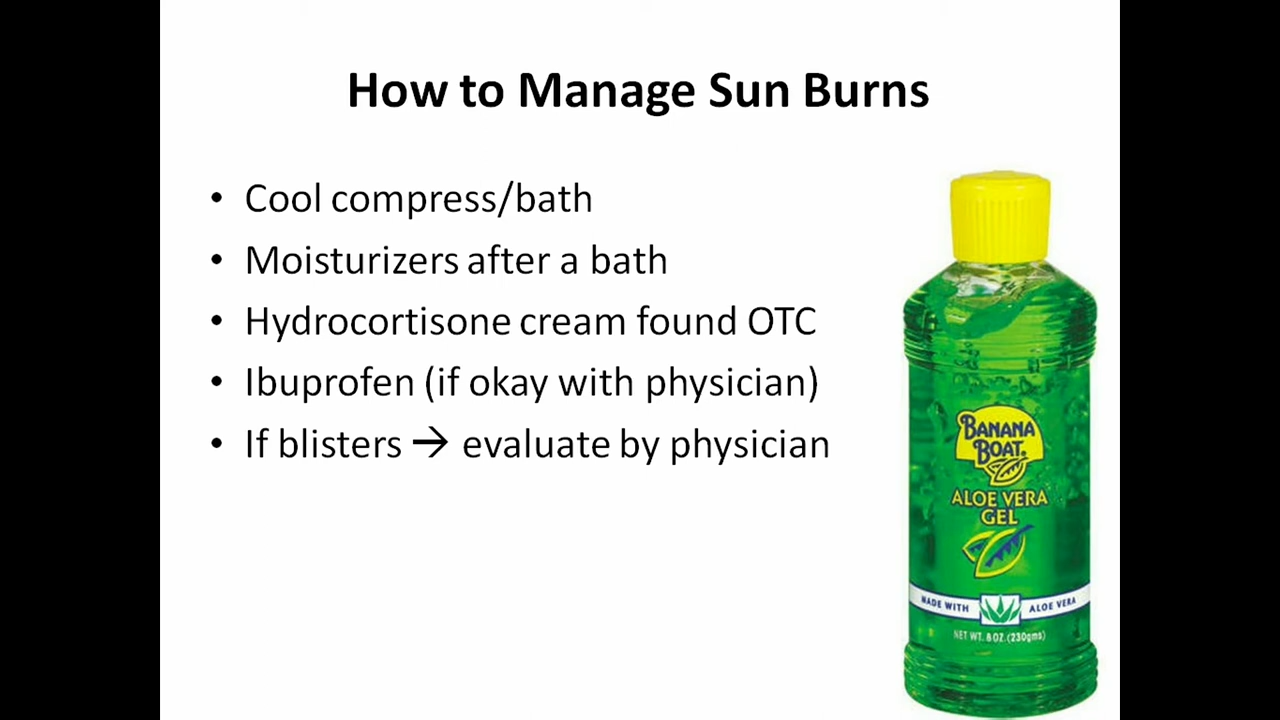 How to Manage Sun Burns
• Cool compress/bath
• Moisturizers after a bath
• Hydrocortisone cream found OTC
• Ibuprofen (if okay with physician)
• If blisters → evaluate by physician
BANANA
BOAT®
ALOE VERA
GEL
MADE WITH ALOE VERA
NET WT. 8 OZ. (230gms)